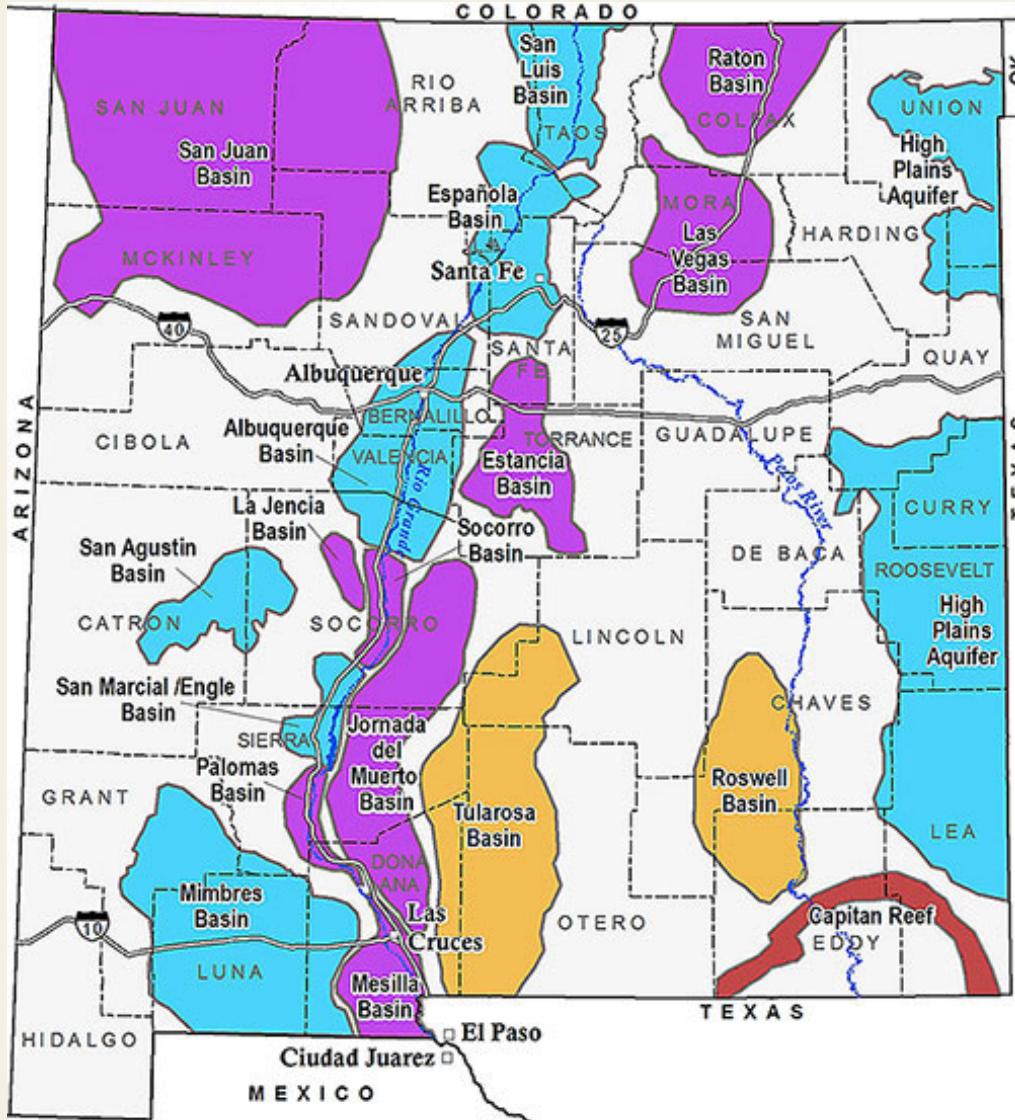 COLORADO
San
Luis
Basin
Raton
Basin
RIO
ARRIBA
OK
SAN JUAN
COLFAX
UNION
TAOS
San Juan
Basin
High
Plains
Aquifer
Española
Basin
MORA
Las
Vegas
Basin
HARDING
MCKINLEY
Santa Fe
SANDOVAL
40
25
SAN
MIGUEL
SANTA
FE
QUAY
Albuquerque
ARIZONA
BERNALILLO
CIBOLA
Albuquerque
Basin
VALENCIA
TORRANCE
GUADALUPE
TEXAS
Estancia
Basin
Rio Grande
Pecos River
La Jencia
Basin
CURRY
Socorro
Basin
San Agustin
Basin
DE BACA
ROOSEVELT
CATRON
SOCORRO
LINCOLN
High
Plains
Aquifer
San Marcial /Engle
Basin
CHAVES
SIERRA
Jornada
del
Muerto
Basin
Palomas
Basin
GRANT
Roswell
Basin
Tularosa
Basin
LEA
DONA
ANA
Mimbres
Basin
Las
Cruces
Capitan Reef
10
OTERO
EDDY
LUNA
Mesilla
Basin
TEXAS
HIDALGO
El Paso
Ciudad Juarez
MEXICO